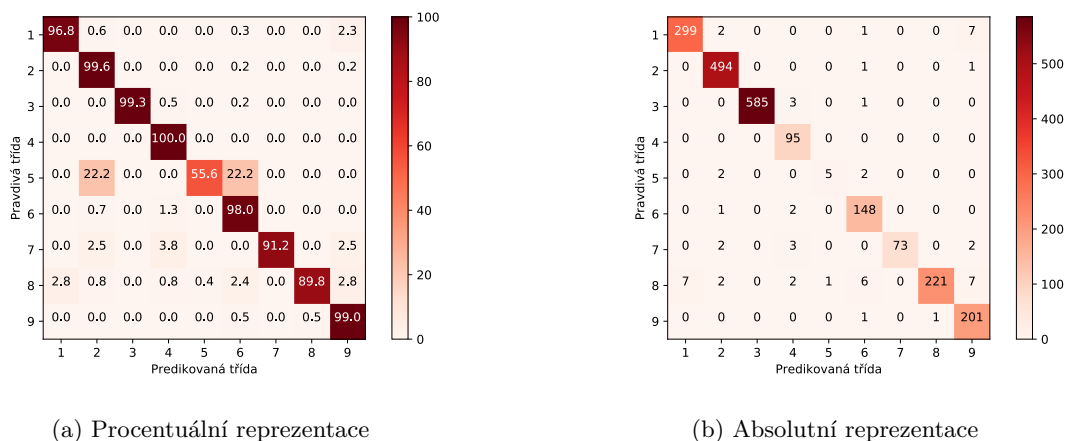 1 96.8 0.6 0.0 0.0 0.0 0.3 0.0 0.0 2.3
2 0.0 99.6 0.0 0.0 0.0 0.2 0.0 0.0 0.2
3 0.0 0.0 99.3 0.5 0.0 0.2 0.0 0.0 0.0
4 0.0 0.0 0.0 100.0 0.0 0.0 0.0 0.0 0.0
5 0.0 22.2 0.0 0.0 55.6 22.2 0.0 0.0 0.0
6 0.0 0.7 0.0 1.3 0.0 98.0 0.0 0.0 0.0
7 0.0 2.5 0.0 3.8 0.0 0.0 91.2 0.0 2.5
8 2.8 0.8 0.0 0.8 0.4 2.4 0.0 89.8 2.8
9 0.0 0.0 0.0 0.0 0.0 0.5 0.0 0.5 99.0
1 2 3 4 5 6 7 8 9
Predikovaná třída
Pravdivá třída
100
80
60
40
20
0
(a) Procentuální reprezentace
1 299 2 0 0 0 1 0 0 7
2 0 494 0 0 0 1 0 0 1
3 0 0 585 3 0 1 0 0 0
4 0 0 0 95 0 0 0 0 0
5 0 2 0 0 5 2 0 0 0
6 0 1 0 2 0 148 0 0 0
7 0 2 0 3 0 0 73 0 2
8 7 2 0 2 1 6 0 221 7
9 0 0 0 0 0 1 0 1 201
1 2 3 4 5 6 7 8 9
Predikovaná třída
Pravdivá třída
500
400
300
200
100
0
(b) Absolutní reprezentace